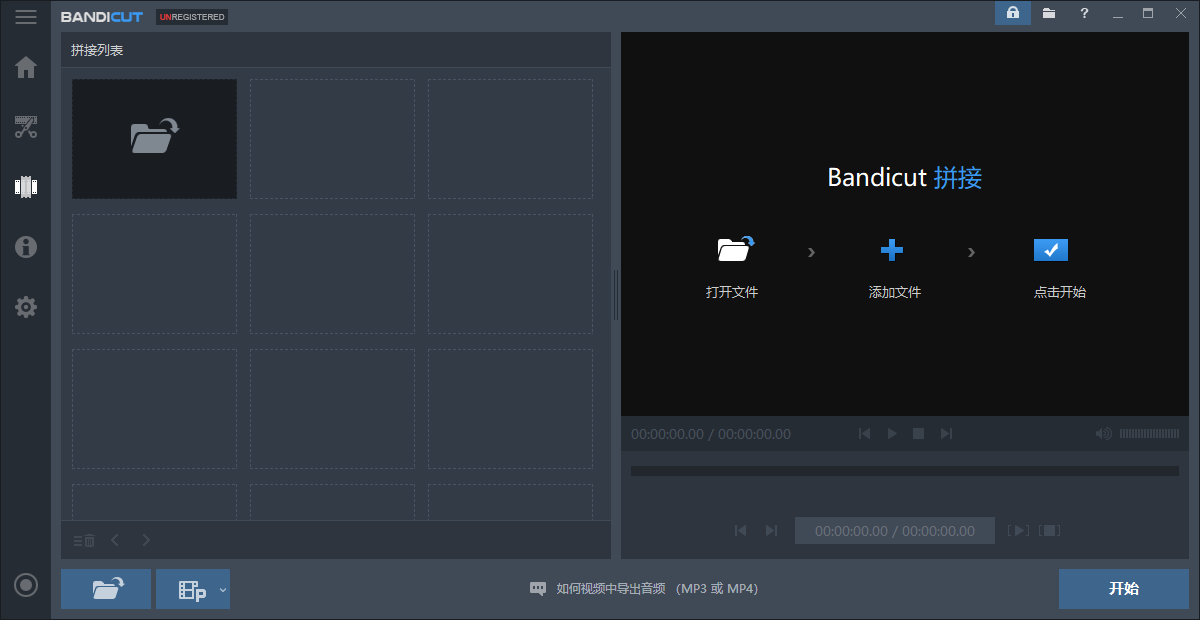 BANDICUT UNREGISTERED
?
拼接列表
Bandicut 拼接
打开文件 › 添加文件 › 点击开始
00:00:00.00 / 00:00:00.00
00:00:00.00 / 00:00:00.00
P
如何视频中导出音频 （MP3 或 MP4)
开始